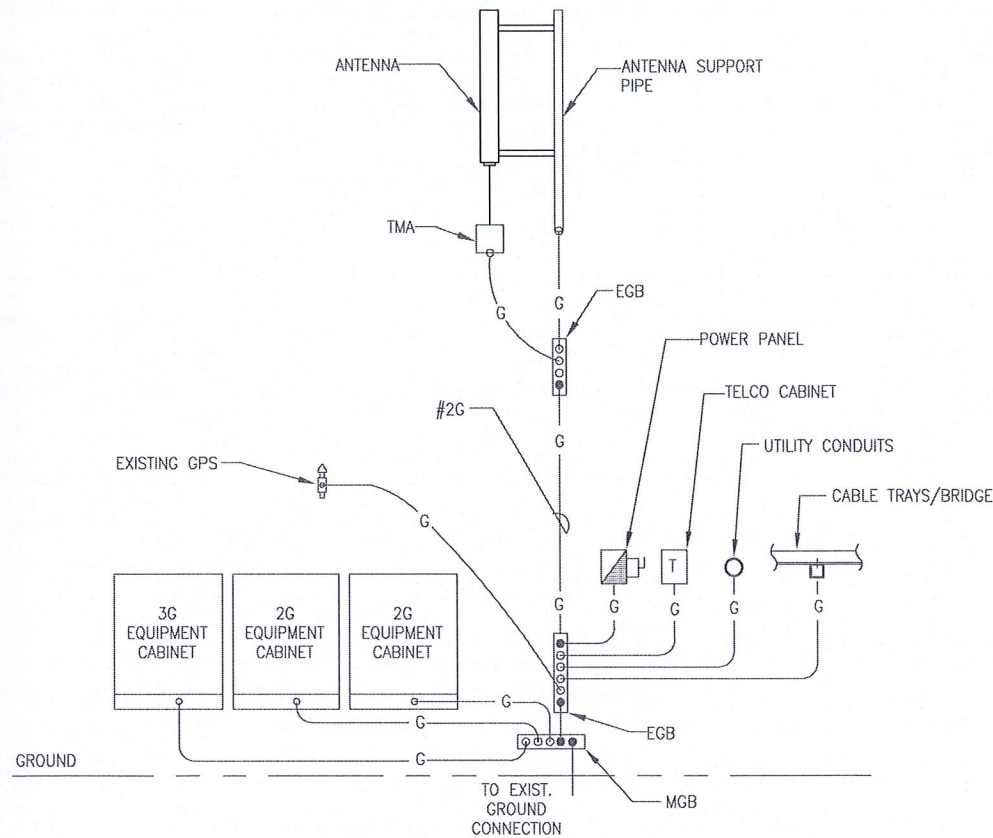 ANTENNA
ANTENNA SUPPORT
PIPE
TMA
G
G
EGB
POWER PANEL
#2G
TELCO CABINET
G
UTILITY CONDUITS
EXISTING GPS
CABLE TRAYS/BRIDGE
G
T
3G
EQUIPMENT
CABINET
2G
EQUIPMENT
CABINET
2G
EQUIPMENT
CABINET
G
G
G
G
G
G
G
EGB
G
GROUND
TO EXIST.
GROUND
CONNECTION
MGB